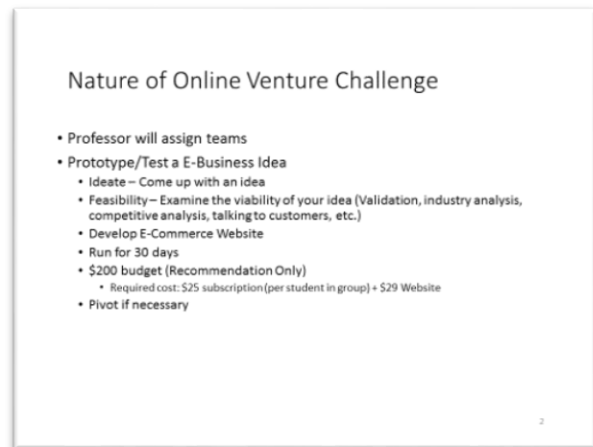 Nature of Online Venture Challenge
• Professor will assign teams
• Prototype/Test a E-Business Idea
• Ideate – Come up with an idea
• Feasibility – Examine the viability of your idea (Validation, industry analysis,
competitive analysis, talking to customers, etc.)
• Develop E-Commerce Website
• Run for 30 days
• $200 budget (Recommendation Only)
• Required cost: $25 subscription (per student in group) + $29 Website
• Pivot if necessary
2